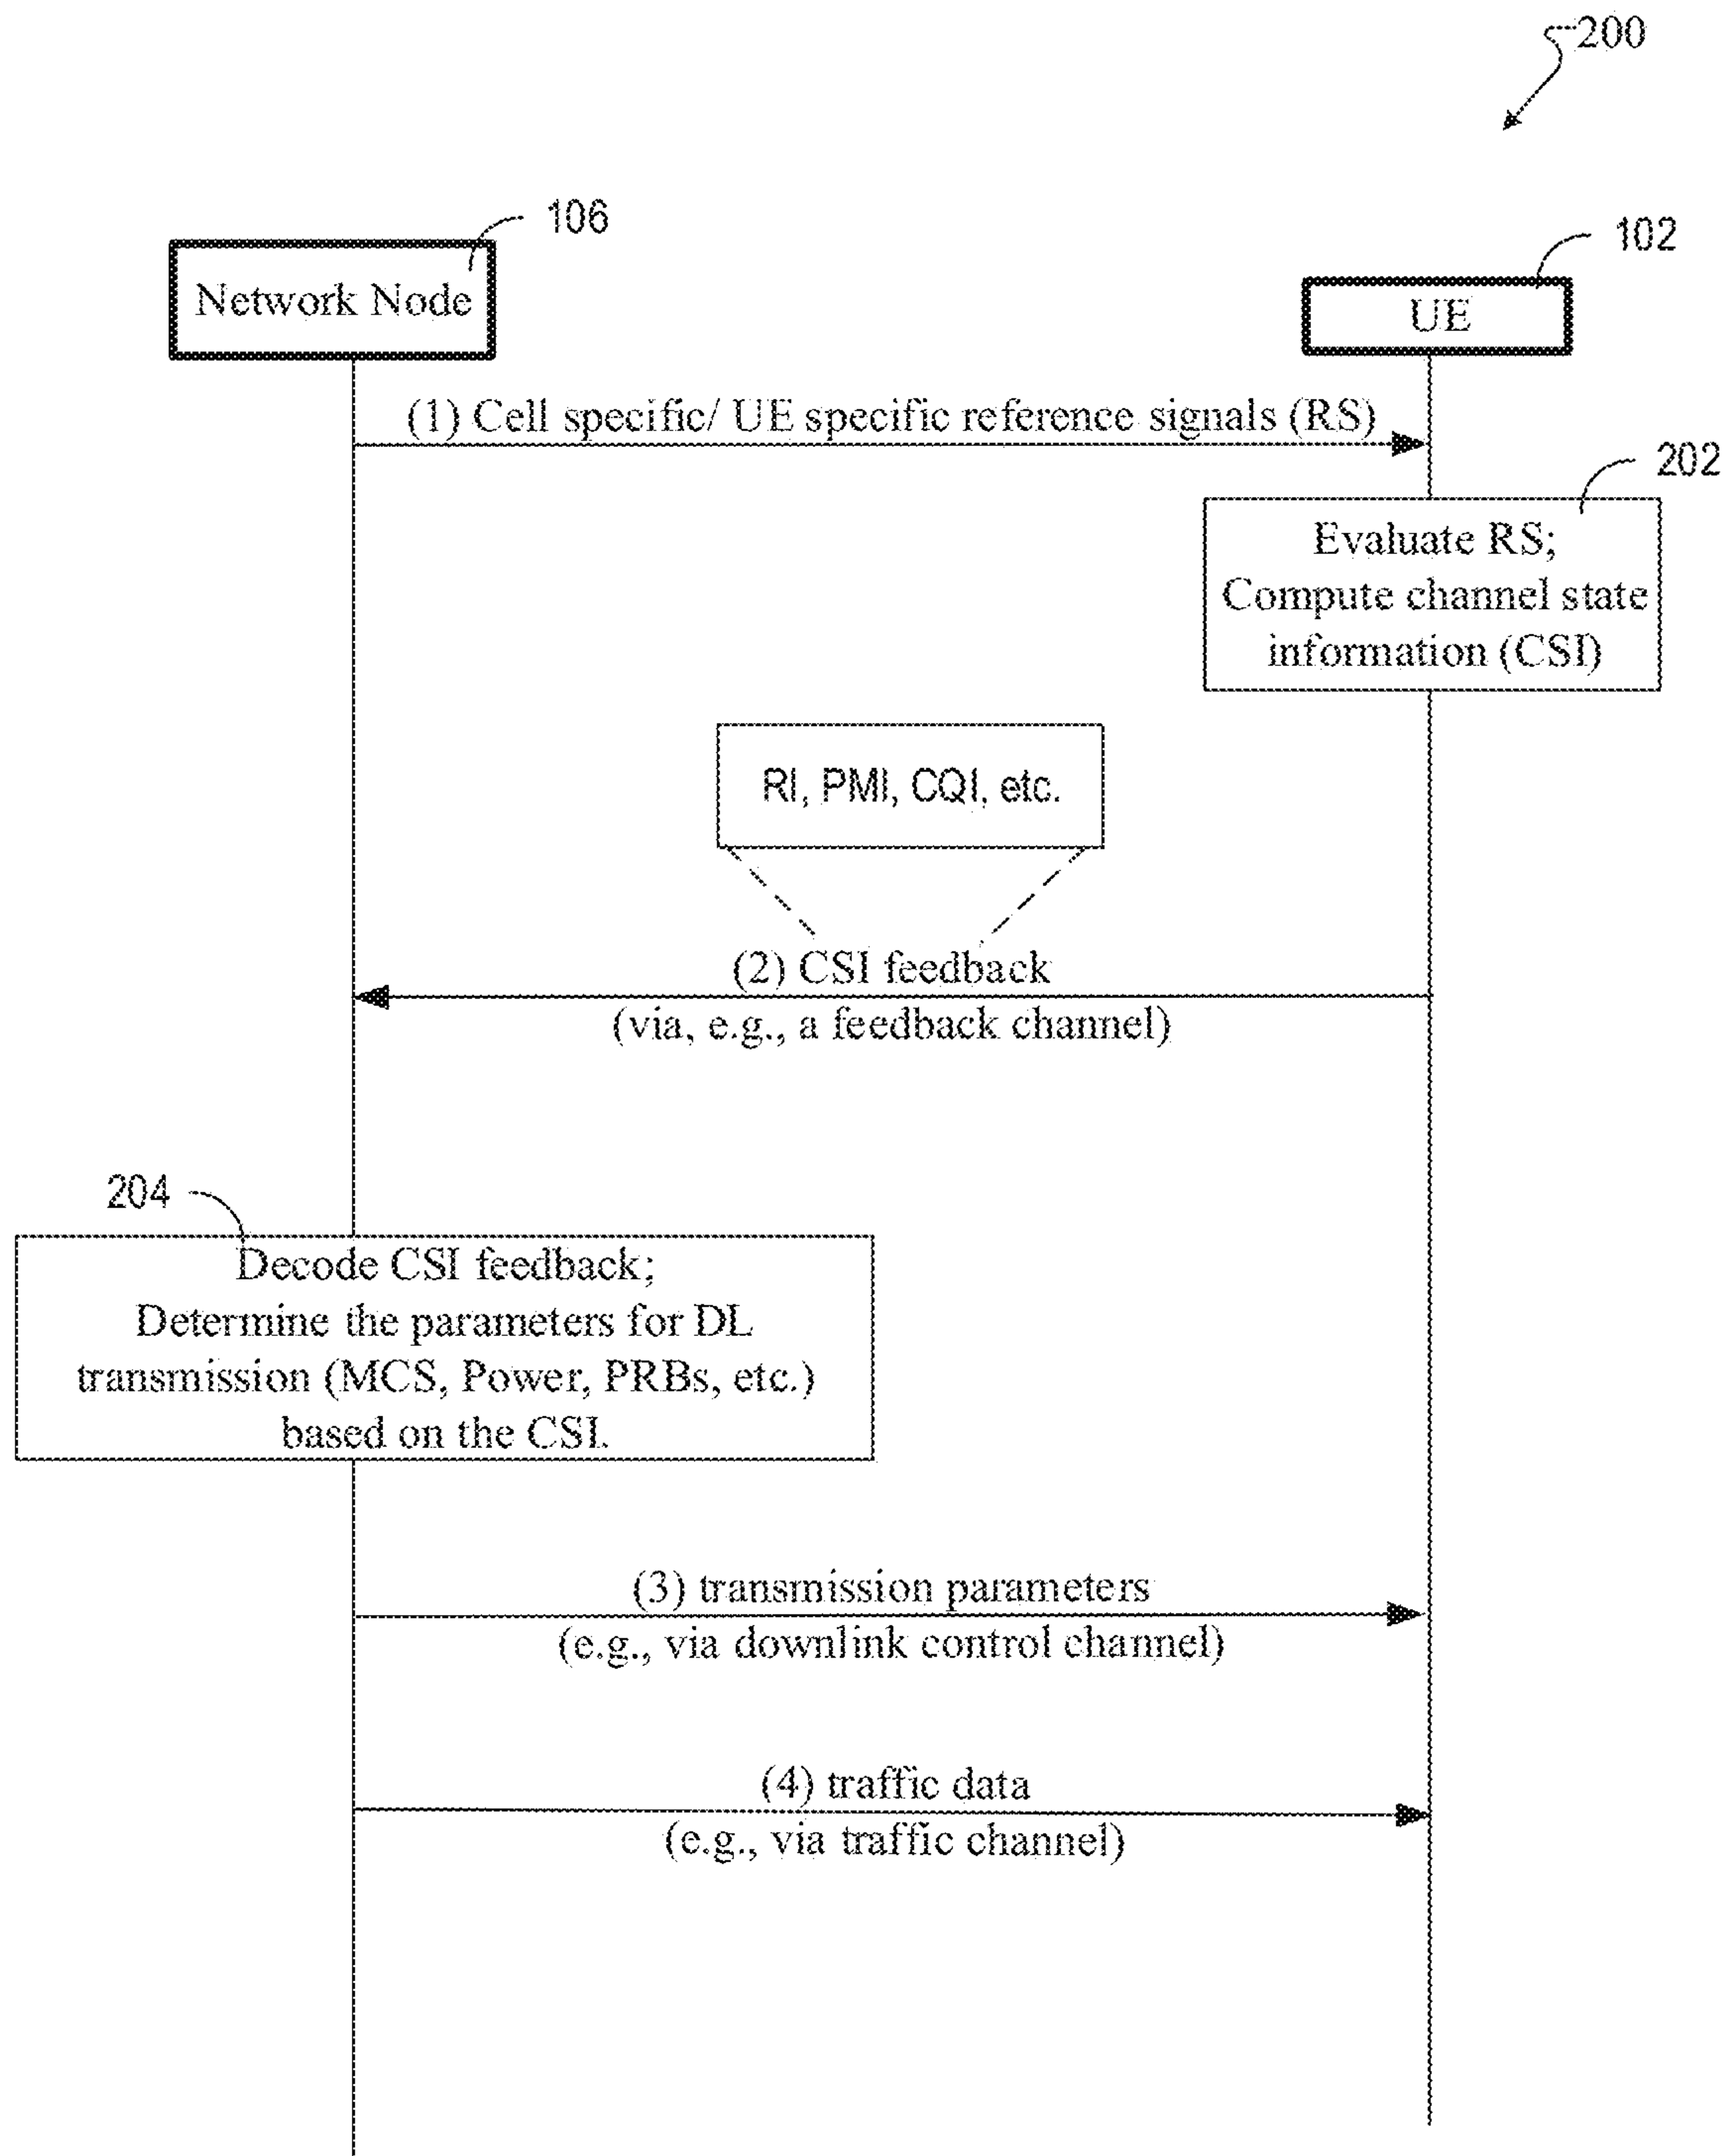 200
106
Network Node
102
UE
(1) Cell specific/ UE specific reference signals (RS)
202
Evaluate RS;
Compute channel state
information (CSI)
RI, PMI, CQI, etc.
(2) CSI feedback
(via, e.g., a feedback channel)
204
Decode CSI feedback;
Determine the parameters for DL
transmission (MCS, Power, PRBs, etc.)
based on the CSI.
(3) transmission parameters
(e.g., via downlink control channel)
(4) traffic data
(e.g., via traffic channel)